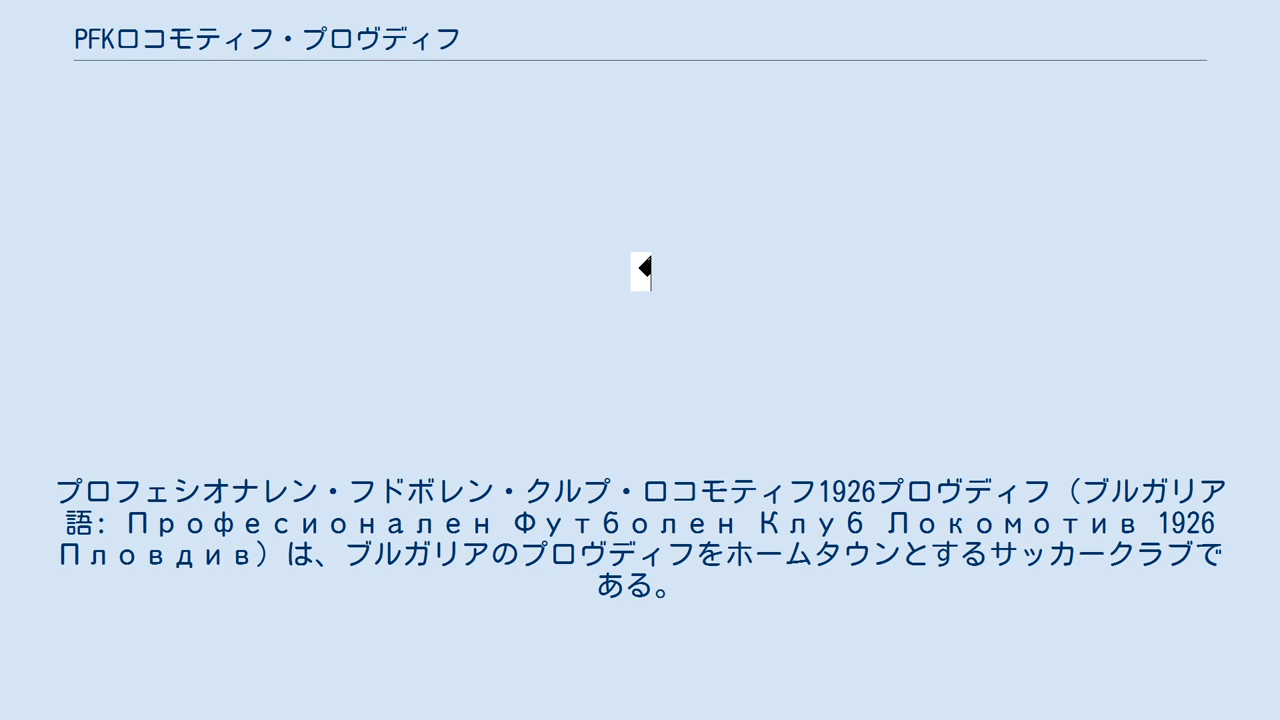 PFKロコモティフ・プロヴディフ
プロフェシオナレン・フドボレン・クルプ・ロコモティフ1926プロヴディフ（ブルガリア
語: Професионален Футболен Клуб Локомотив 1926
Пловдив）は、ブルガリアのプロヴディフをホームタウンとするサッカークラブで
ある。